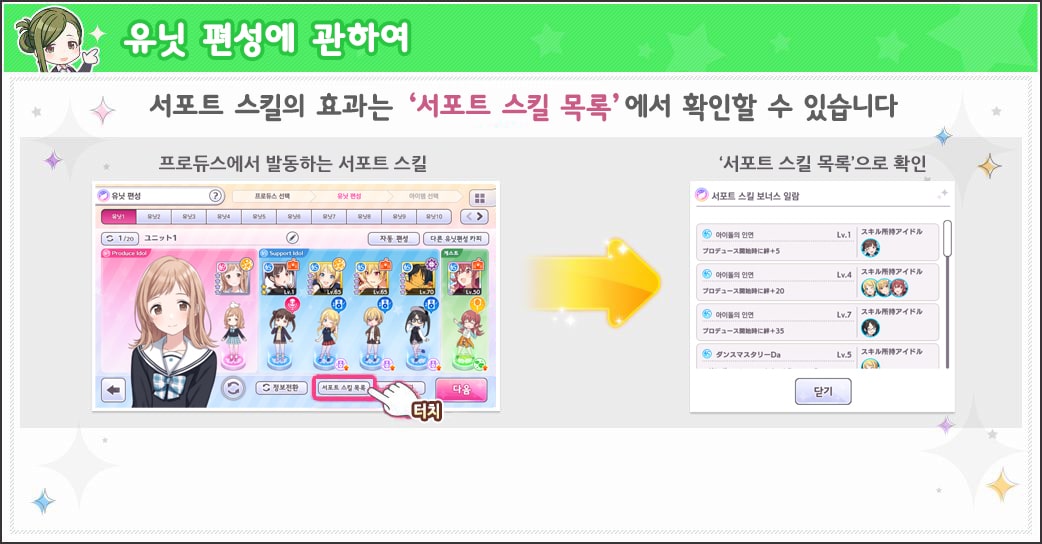 유닛 편성에 관하여
서포트 스킬의 효과는 ‘서포트 스킬 목록’에서 확인할 수 있습니다
프로듀스에서 발동하는 서포트 스킬
유닛 편성 ?
프로듀스 선택 유닛 편성 아이템 선택
유닛1 유닛2 유닛3 유닛4 유닛5 유닛6 유닛7 유닛8 유닛9 유닛10
1/20 ユニット1 자동 편성 다른 유닛편성 카피
Produce Idol Support Idol 게스트
Lv.1 Lv.65 Lv.65 Lv.70 Lv.50
정보전환 서포트 스킬 목록 다음
터치
‘서포트 스킬 목록’으로 확인
서포트 스킬 보너스 일람
아이돌의 인연 Lv.1 スキル所持アイドル
プロデュース開始時に絆+5
아이돌의 인연 Lv.4 スキル所持アイドル
プロデュース開始時に絆+20
아이돌의 인연 Lv.7 スキル所持アイドル
プロデュース開始時に絆+35
ダンスマスタリーDa Lv.5 スキル所持アイドル
닫기